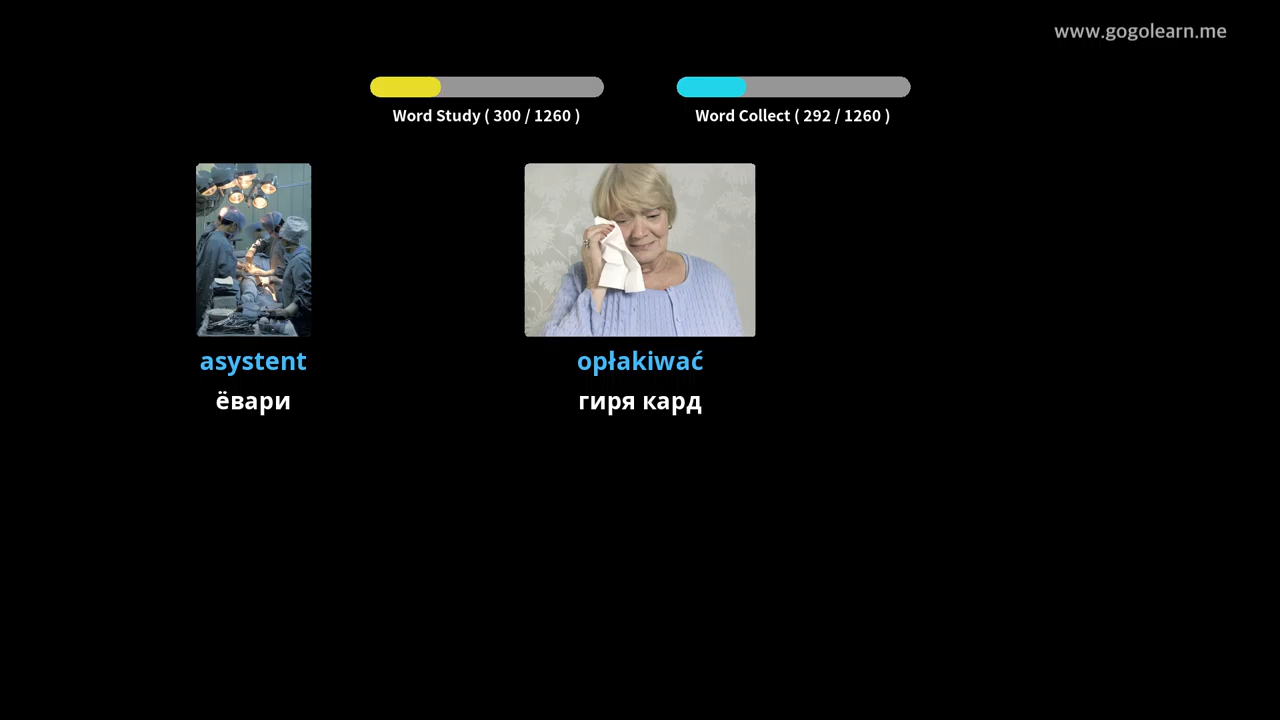 www.gogolearn.me
Word Study ( 300 / 1260 )
Word Collect ( 292 / 1260 )
asystent
opłakiwać
ёвари
гиря кард